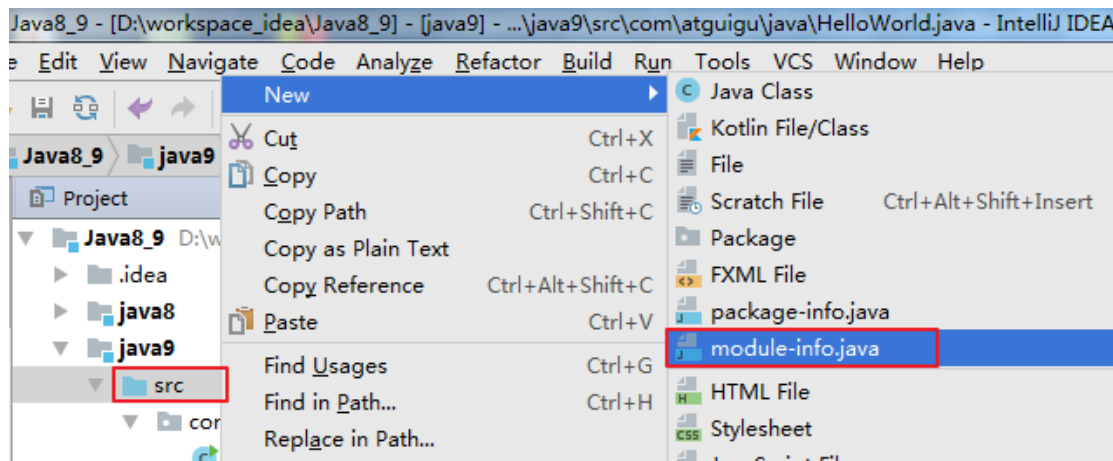 Java8_9 - [D:\workspace_idea\Java8_9] - [java9] - ...\java9\src\com\atguigu\java\HelloWorld.java - IntelliJ IDEA
Edit View Navigate Code Analyze Refactor Build Run Tools VCS Window Help
Java8_9 java9
Project
Java8_9 D:\w
.idea
java8
java9
src
cor
New
Cut Ctrl+X
Copy Ctrl+C
Copy Path Ctrl+Shift+C
Copy as Plain Text
Copy Reference Ctrl+Alt+Shift+C
Paste Ctrl+V
Find Usages Ctrl+G
Find in Path... Ctrl+H
Replace in Path...
Java Class
Kotlin File/Class
File
Scratch File Ctrl+Alt+Shift+Insert
Package
FXML File
package-info.java
module-info.java
HTML File
Stylesheet